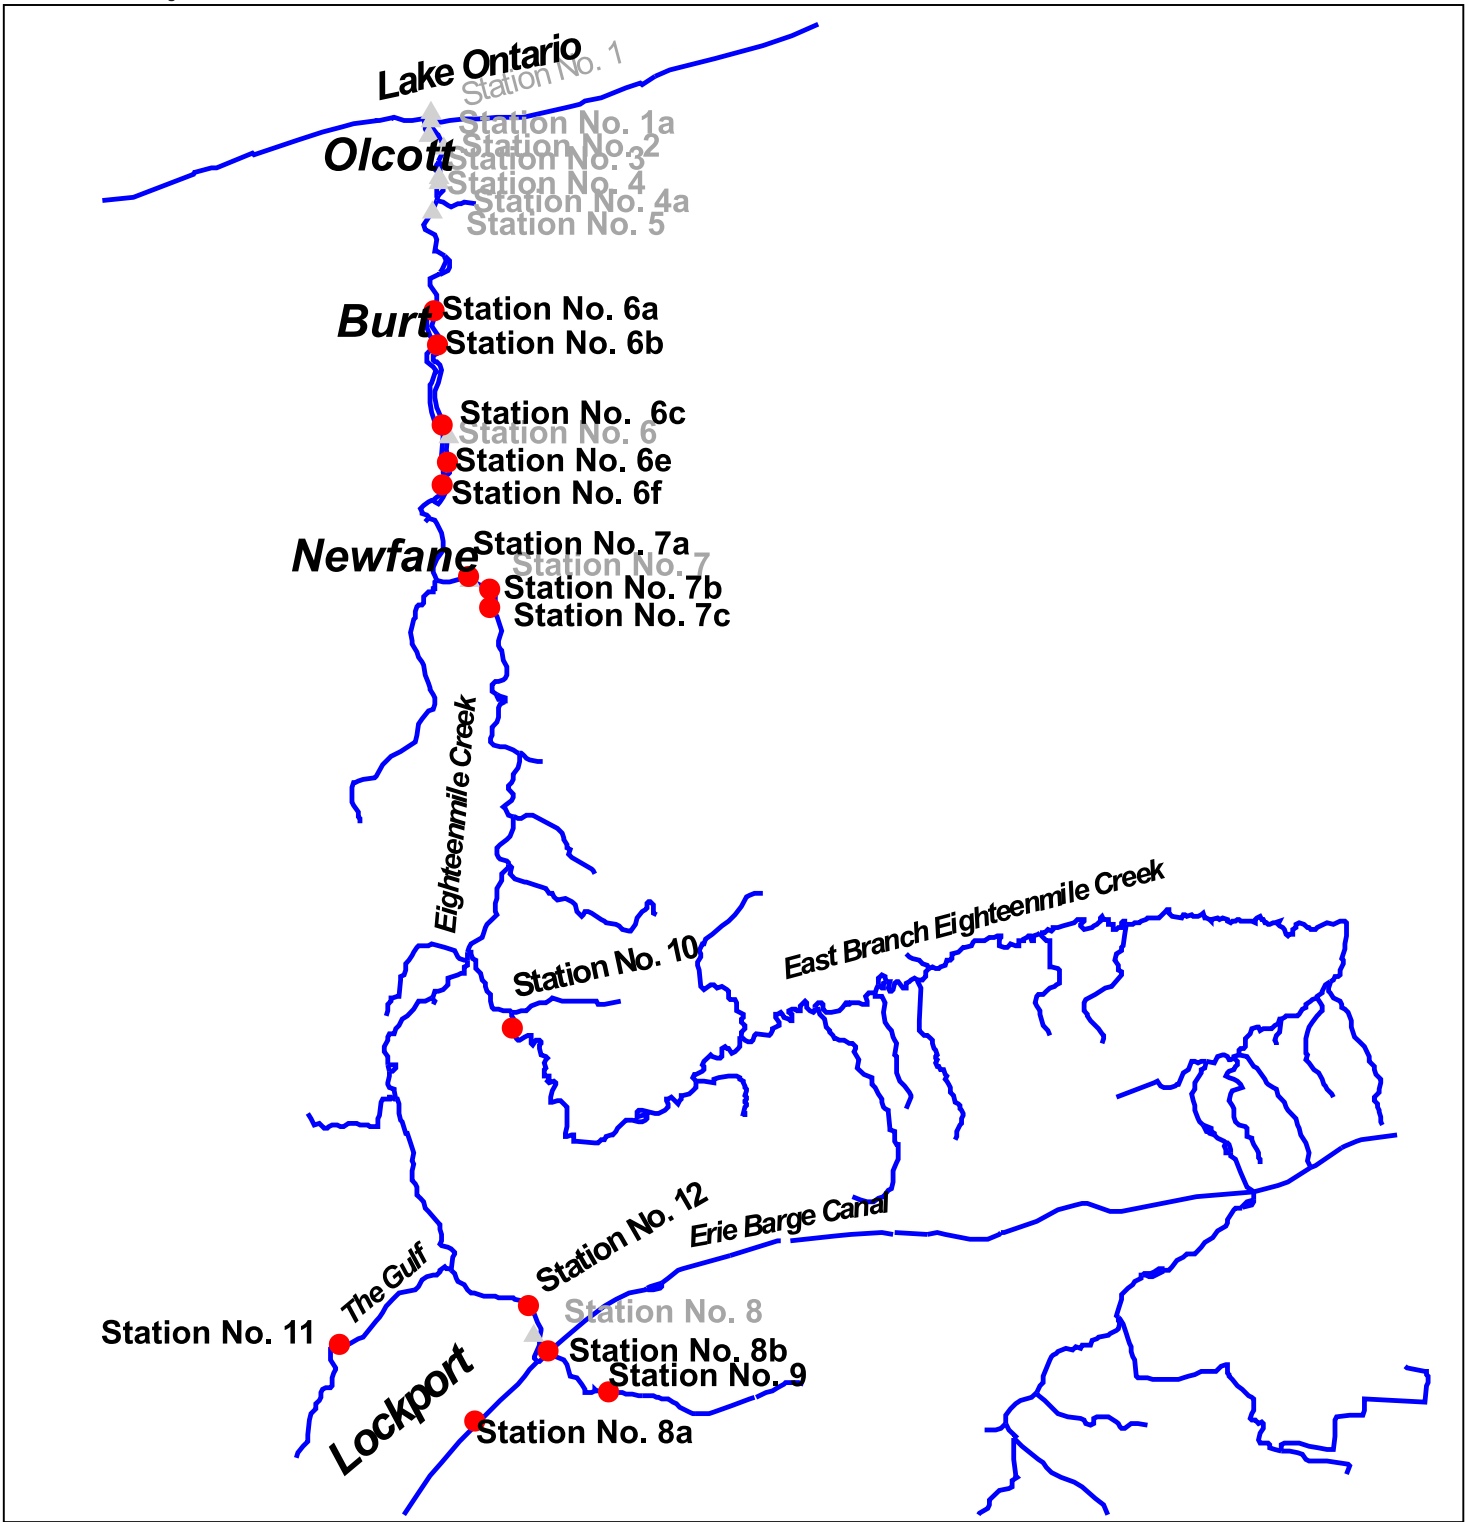 Lake Ontario
Station No. 1
Station No. 1a
Olcott
Station No. 2
Station No. 3
Station No. 4
Station No. 4a
Station No. 5
Station No. 6a
Burt
Station No. 6b
Station No. 6c
Station No. 6
Station No. 6e
Station No. 6f
Station No. 7a
Newfane
Station No. 7
Station No. 7b
Station No. 7c
Eighteenmile Creek
East Branch Eighteenmile Creek
Station No. 10
Station No. 12
Erie Barge Canal
The Gulf
Station No. 8
Station No. 11
Station No. 8b
Station No. 9
Lockport
Station No. 8a